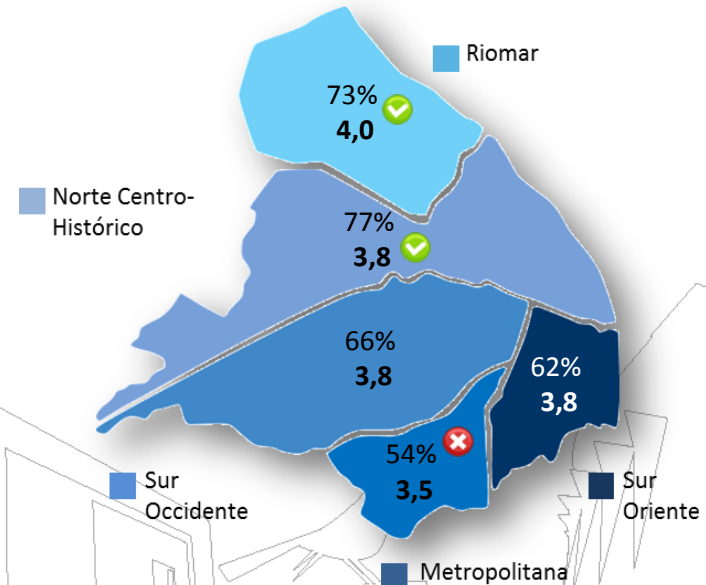 Riomar
73%
4,0
Norte Centro-
Histórico
77%
3,8
66%
3,8
62%
3,8
54%
3,5
Sur
Occidente
Sur
Oriente
Metropolitana